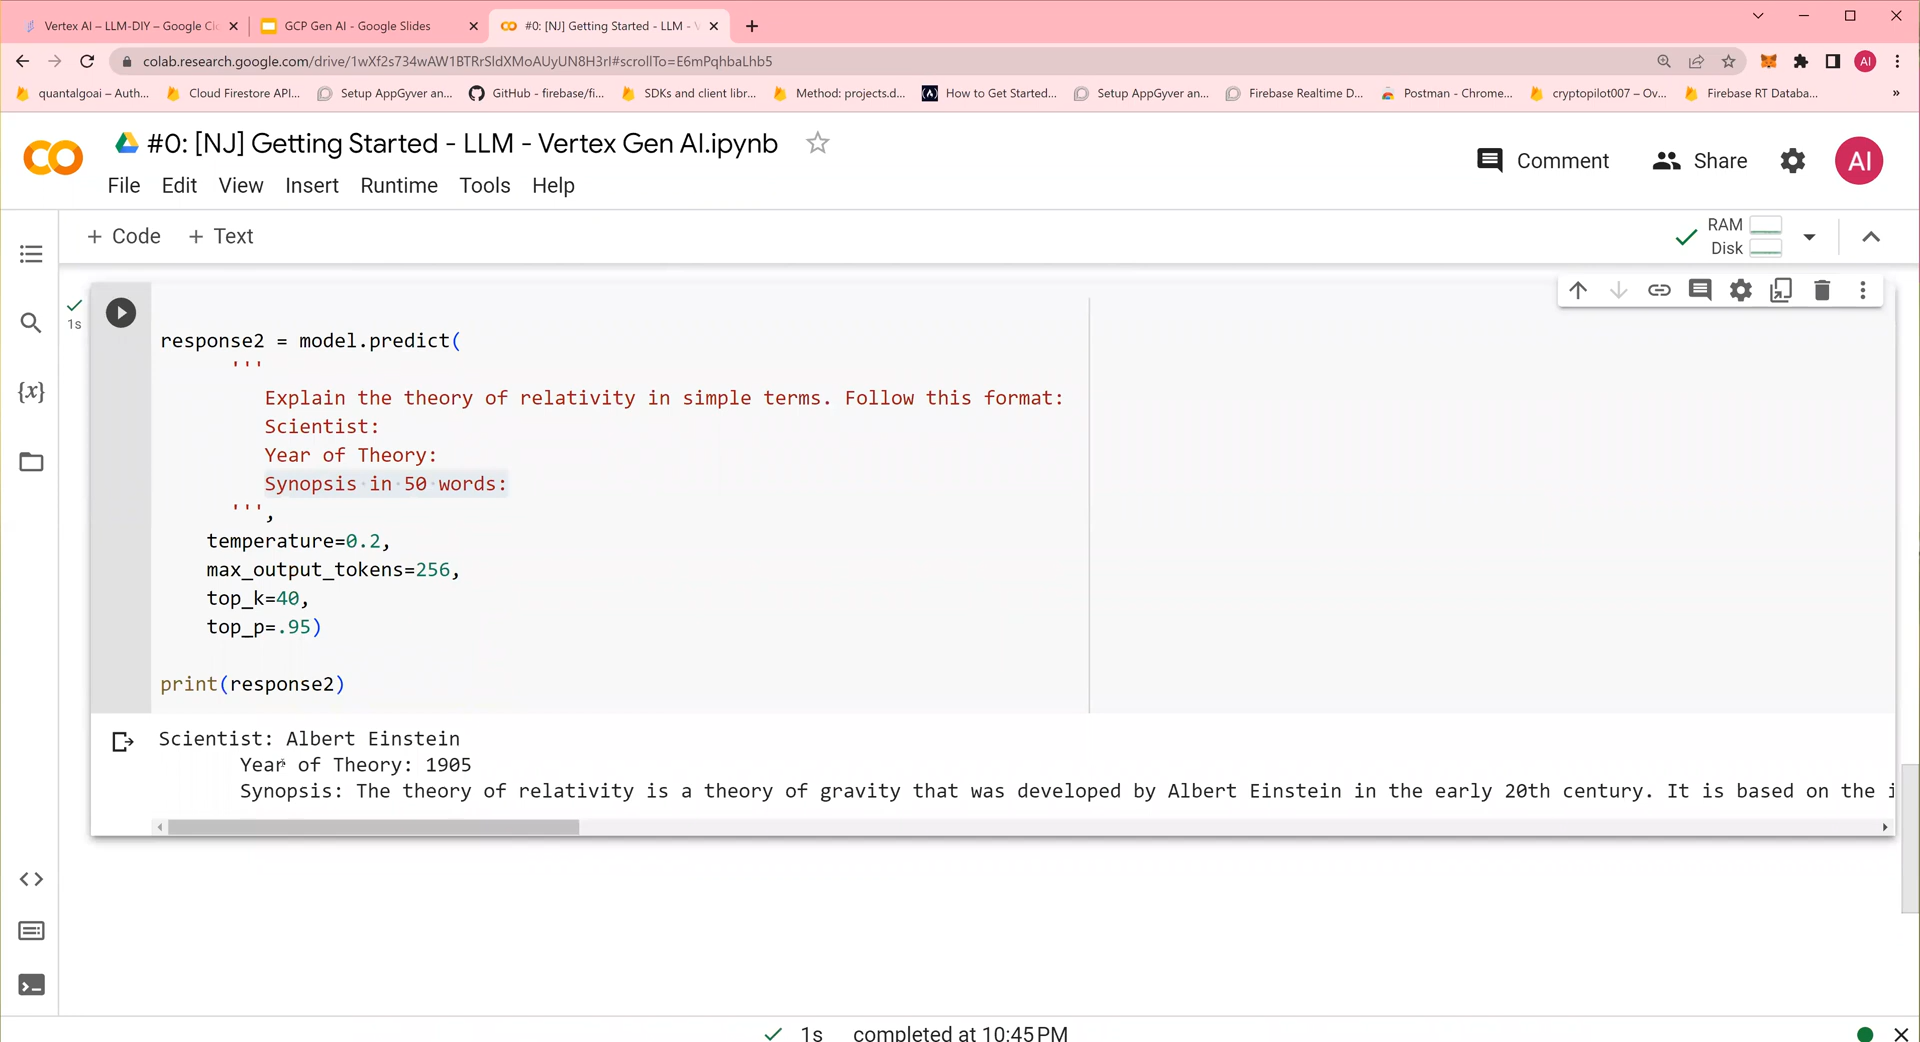 Vertex AI – LLM-DIY – Google Clo
GCP Gen AI - Google Slides
#0: [NJ] Getting Started - LLM - V
colab.research.google.com/drive/1wXf2s734wAW1BTRrSldXMoAUyUN8H3rI#scrollTo=E6mPqhbaLhb5
AI
quantalgoai – Auth...
Cloud Firestore API...
Setup AppGyver an...
GitHub - firebase/fi...
SDKs and client libr...
Method: projects.d...
How to Get Started...
Setup AppGyver an...
Firebase Realtime D...
Postman - Chrome...
cryptopilot007 – Ov...
Firebase RT Databa...
»
#0: [NJ] Getting Started - LLM - Vertex Gen AI.ipynb
Comment
Share
AI
File Edit View Insert Runtime Tools Help
+ Code + Text
RAM
Disk
1s
response2 = model.predict(
'''
Explain the theory of relativity in simple terms. Follow this format:
Scientist:
Year of Theory:
Synopsis in 50 words:
''',
temperature=0.2,
max_output_tokens=256,
top_k=40,
top_p=.95)
print(response2)
Scientist: Albert Einstein
Year of Theory: 1905
Synopsis: The theory of relativity is a theory of gravity that was developed by Albert Einstein in the early 20th century. It is based on the i
{x}
1s completed at 10:45 PM